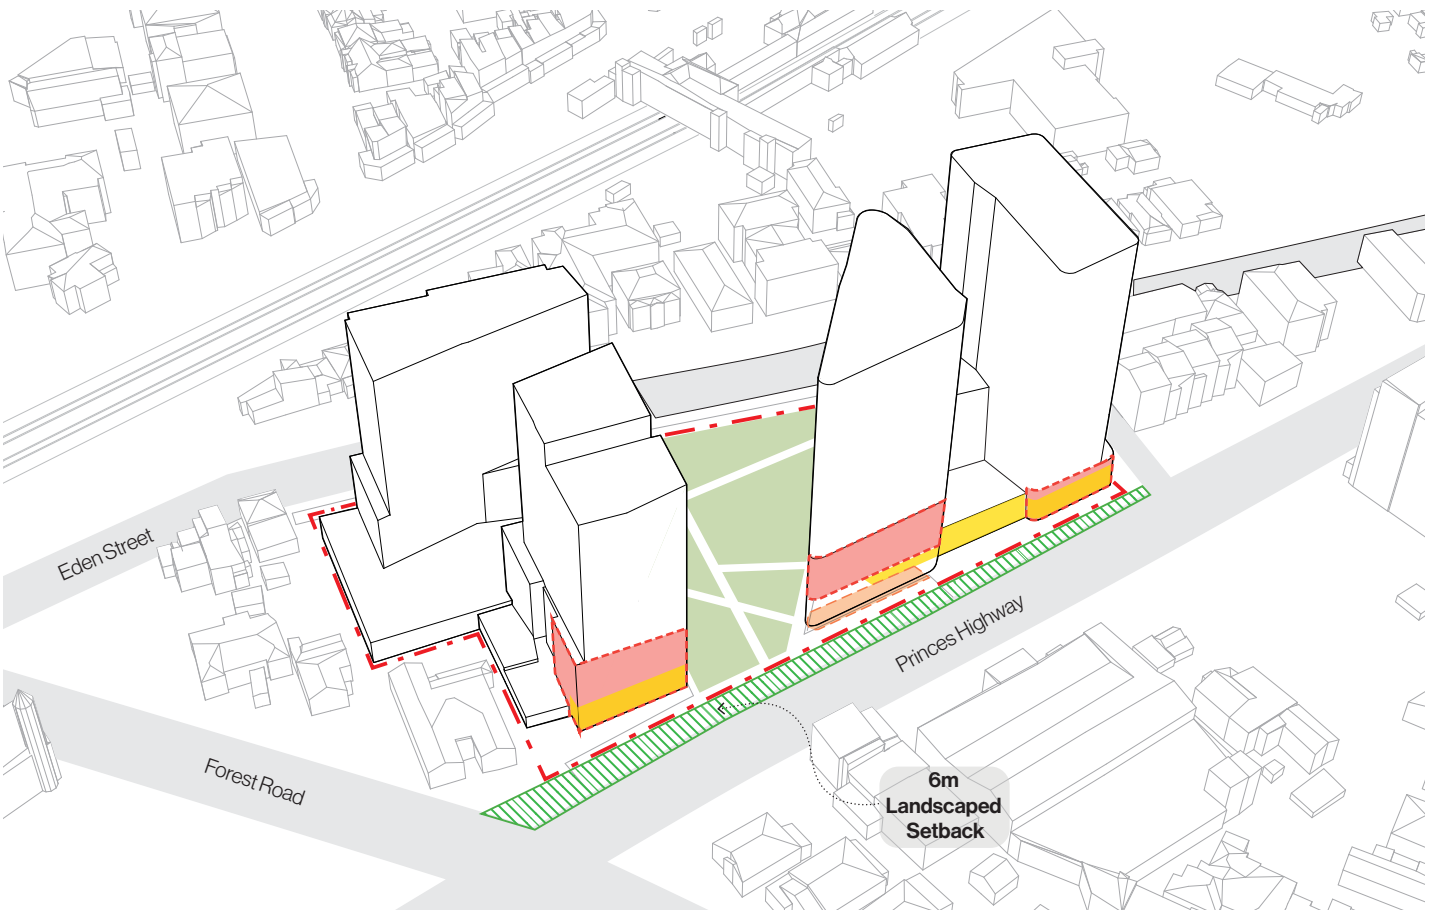 Eden Street
Princes Highway
Forest Road
6m
Landscaped
Setback